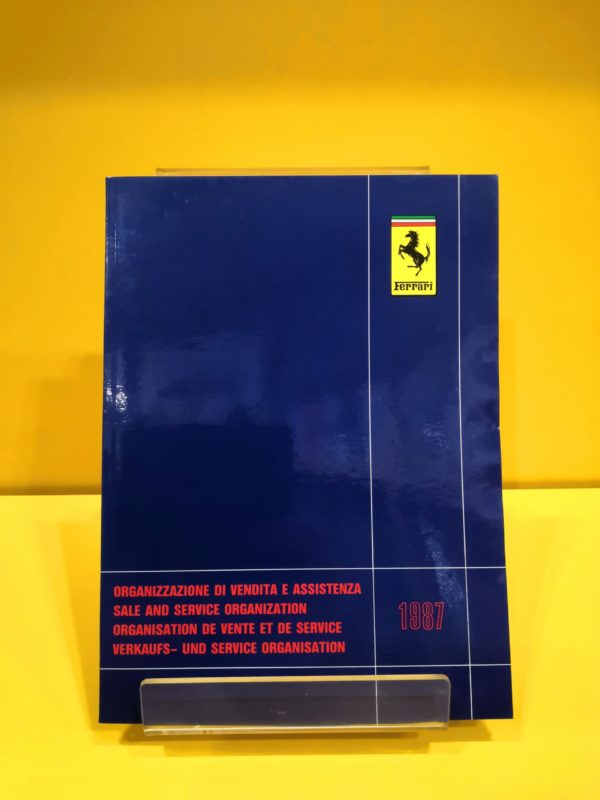 Ferrari
ORGANIZZAZIONE DI VENDITA E ASSISTENZA
SALE AND SERVICE ORGANIZATION
ORGANISATION DE VENTE ET DE SERVICE
VERKAUFS- UND SERVICE ORGANISATION
1987